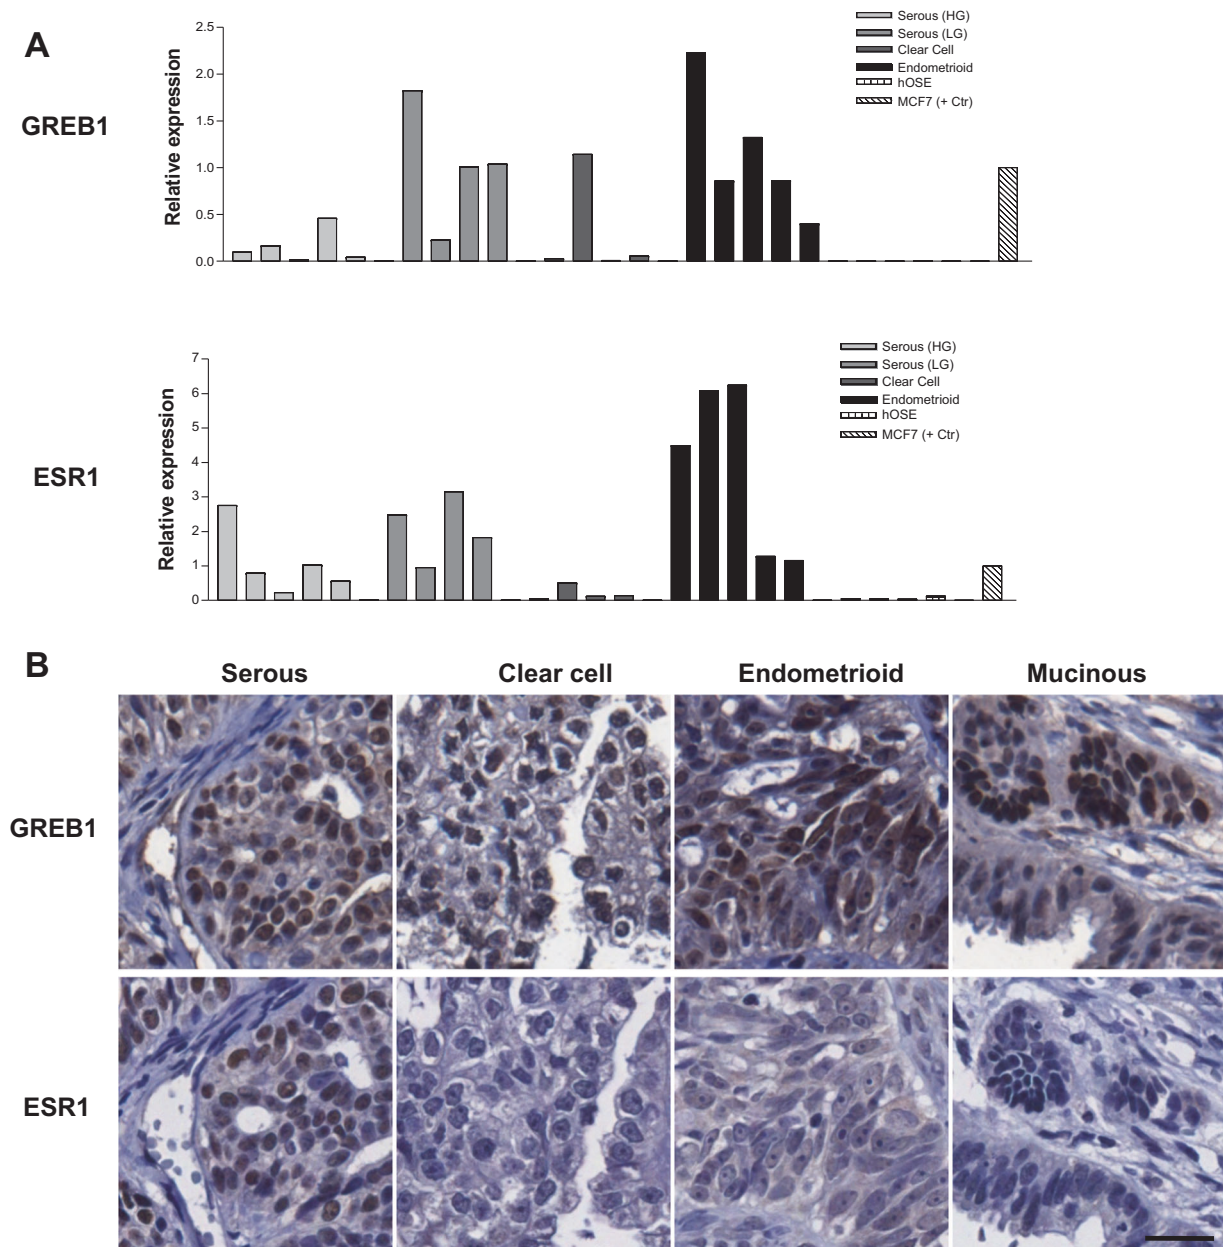 A
GREB1
Relative expression
2.5
2.0
1.5
1.0
0.5
0.0
Serous (HG)
Serous (LG)
Clear Cell
Endometrioid
hOSE
MCF7 (+ Ctr)
ESR1
Relative expression
7
6
5
4
3
2
1
0
Serous (HG)
Serous (LG)
Clear Cell
Endometrioid
hOSE
MCF7 (+ Ctr)
B
Serous Clear cell Endometrioid Mucinous
GREB1
ESR1